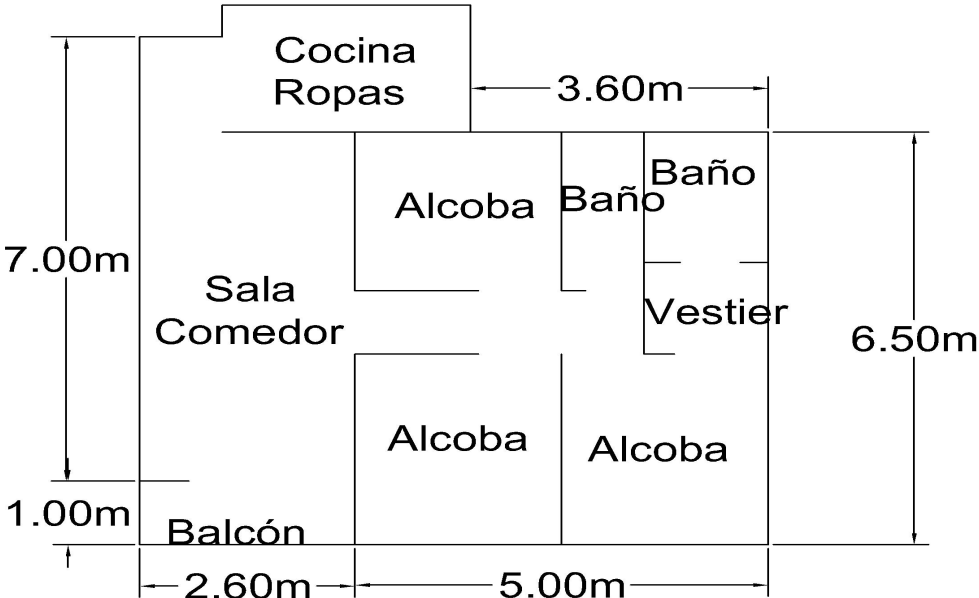 Cocina
Ropas
3.60m
Baño
Alcoba
Baño
7.00m
Sala
Comedor
Vestier
6.50m
Alcoba
Alcoba
1.00m
Balcón
2.60m
5.00m